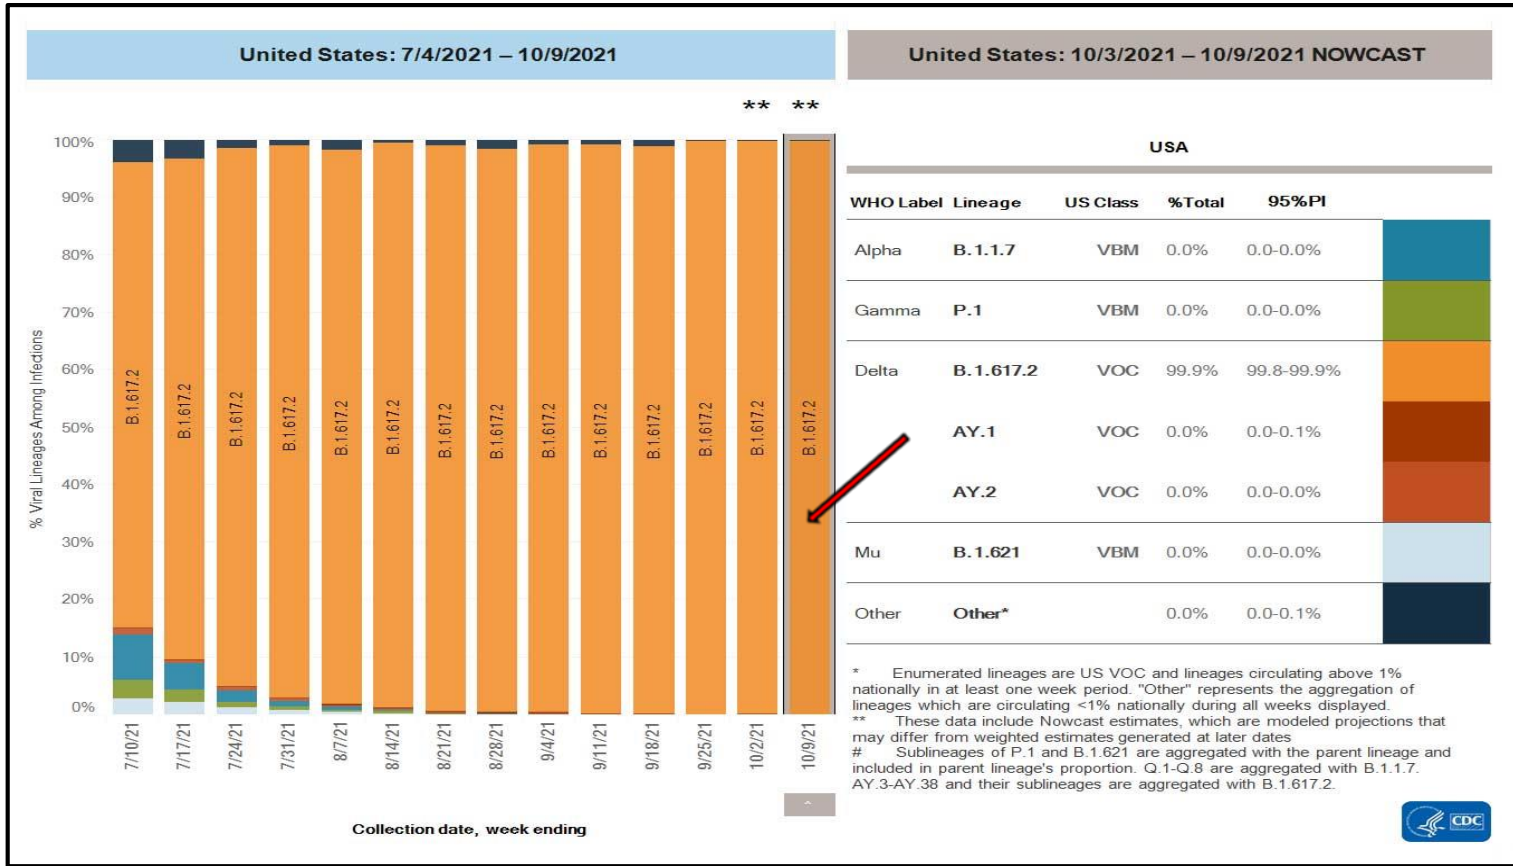 United States: 7/4/2021 – 10/9/2021
United States: 10/3/2021 – 10/9/2021 NOWCAST
** **
100%
90%
80%
70%
60%
50%
40%
30%
20%
10%
0%
% Viral Lineages Among Infections
B.1.617.2
B.1.617.2
B.1.617.2
B.1.617.2
B.1.617.2
B.1.617.2
B.1.617.2
B.1.617.2
B.1.617.2
B.1.617.2
B.1.617.2
B.1.617.2
B.1.617.2
B.1.617.2
7/10/21
7/17/21
7/24/21
7/31/21
8/7/21
8/14/21
8/21/21
8/28/21
9/4/21
9/11/21
9/18/21
9/25/21
10/2/21
10/9/21
Collection date, week ending
USA
WHO Label Lineage US Class %Total 95%PI
Alpha B.1.1.7 VBM 0.0% 0.0-0.0%
Gamma P.1 VBM 0.0% 0.0-0.0%
Delta B.1.617.2 VOC 99.9% 99.8-99.9%
AY.1 VOC 0.0% 0.0-0.1%
AY.2 VOC 0.0% 0.0-0.0%
Mu B.1.621 VBM 0.0% 0.0-0.0%
Other Other* 0.0% 0.0-0.1%
* Enumerated lineages are US VOC and lineages circulating above 1%
nationally in at least one week period. "Other" represents the aggregation of
lineages which are circulating <1% nationally during all weeks displayed.
** These data include Nowcast estimates, which are modeled projections that
may differ from weighted estimates generated at later dates
# Sublineages of P.1 and B.1.621 are aggregated with the parent lineage and
included in parent lineage's proportion. Q.1-Q.8 are aggregated with B.1.1.7.
AY.3-AY.38 and their sublineages are aggregated with B.1.617.2.
CDC